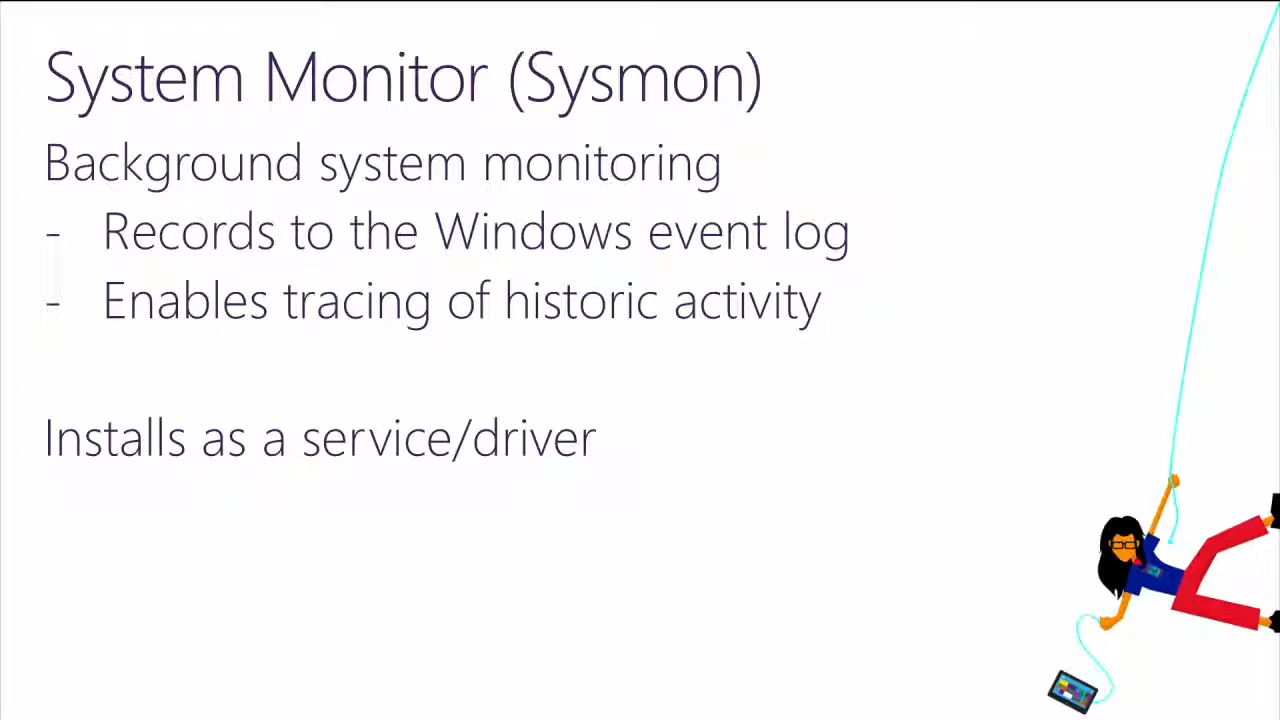 System Monitor (Sysmon)
Background system monitoring
- Records to the Windows event log
- Enables tracing of historic activity
Installs as a service/driver